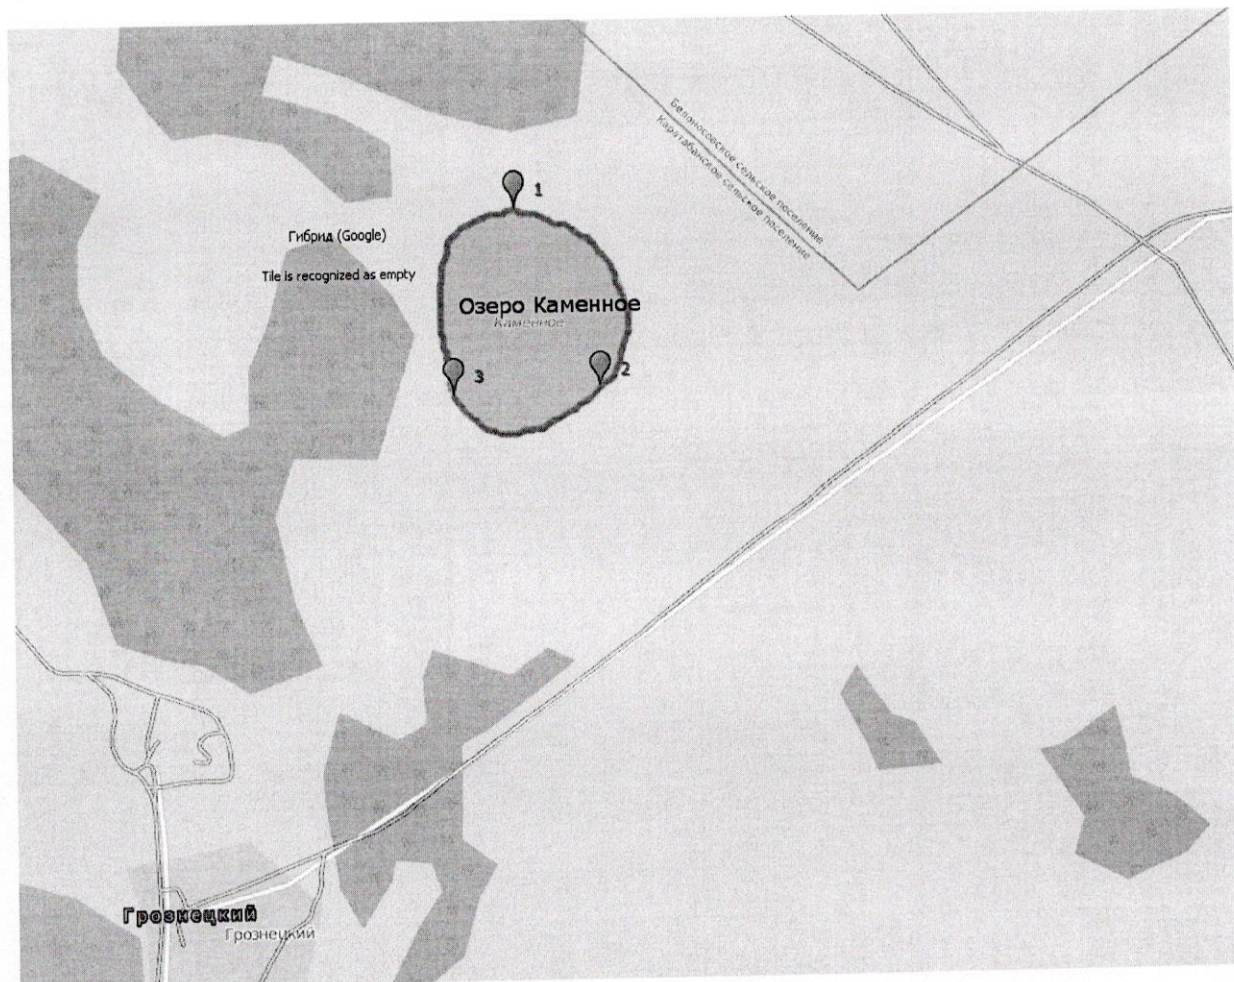 Белоносовское сельское поселение
Каратабанское сельское поселение
1
Гибрид (Google)
Tile is recognized as empty
Озеро Каменное
Каменное
3
2
Грознецкий
Грознецкий